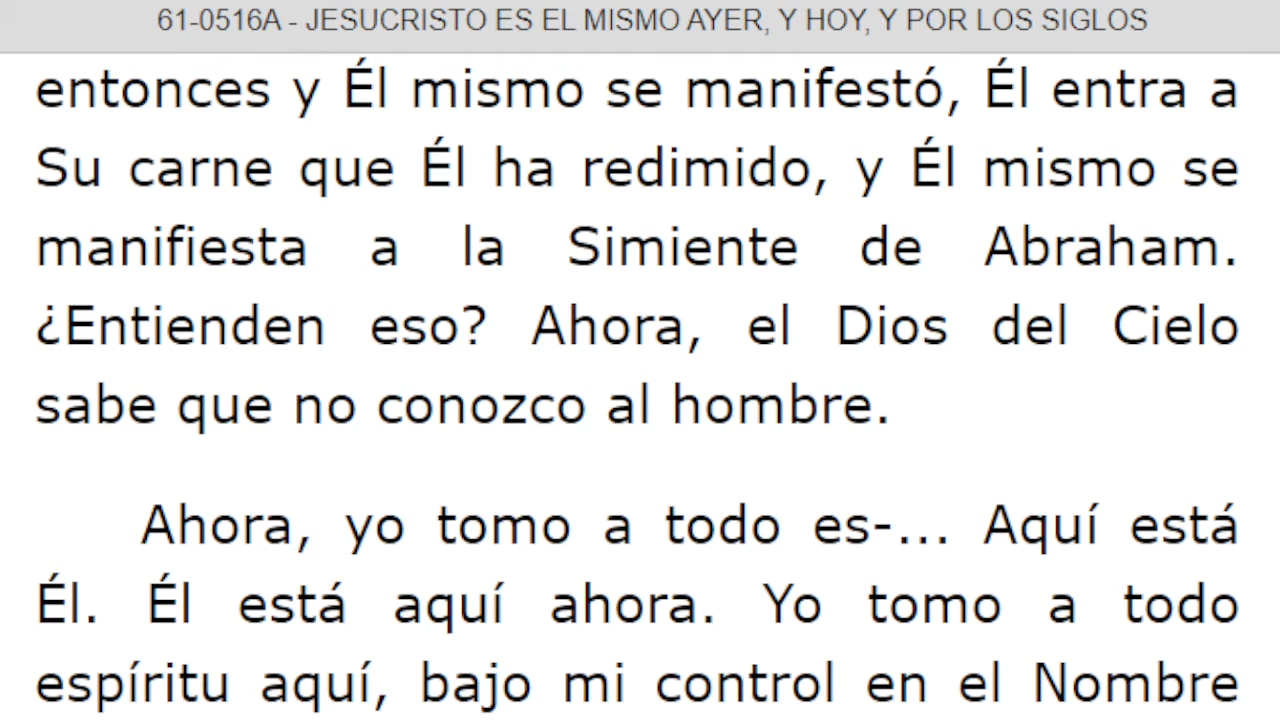 61-0516A - JESUCRISTO ES EL MISMO AYER, Y HOY, Y POR LOS SIGLOS
entonces y Él mismo se manifestó, Él entra a
Su carne que Él ha redimido, y Él mismo se
manifiesta a la Simiente de Abraham.
¿Entienden eso? Ahora, el Dios del Cielo
sabe que no conozco al hombre.
Ahora, yo tomo a todo es-... Aquí está
Él. Él está aquí ahora. Yo tomo a todo
espíritu aquí, bajo mi control en el Nombre